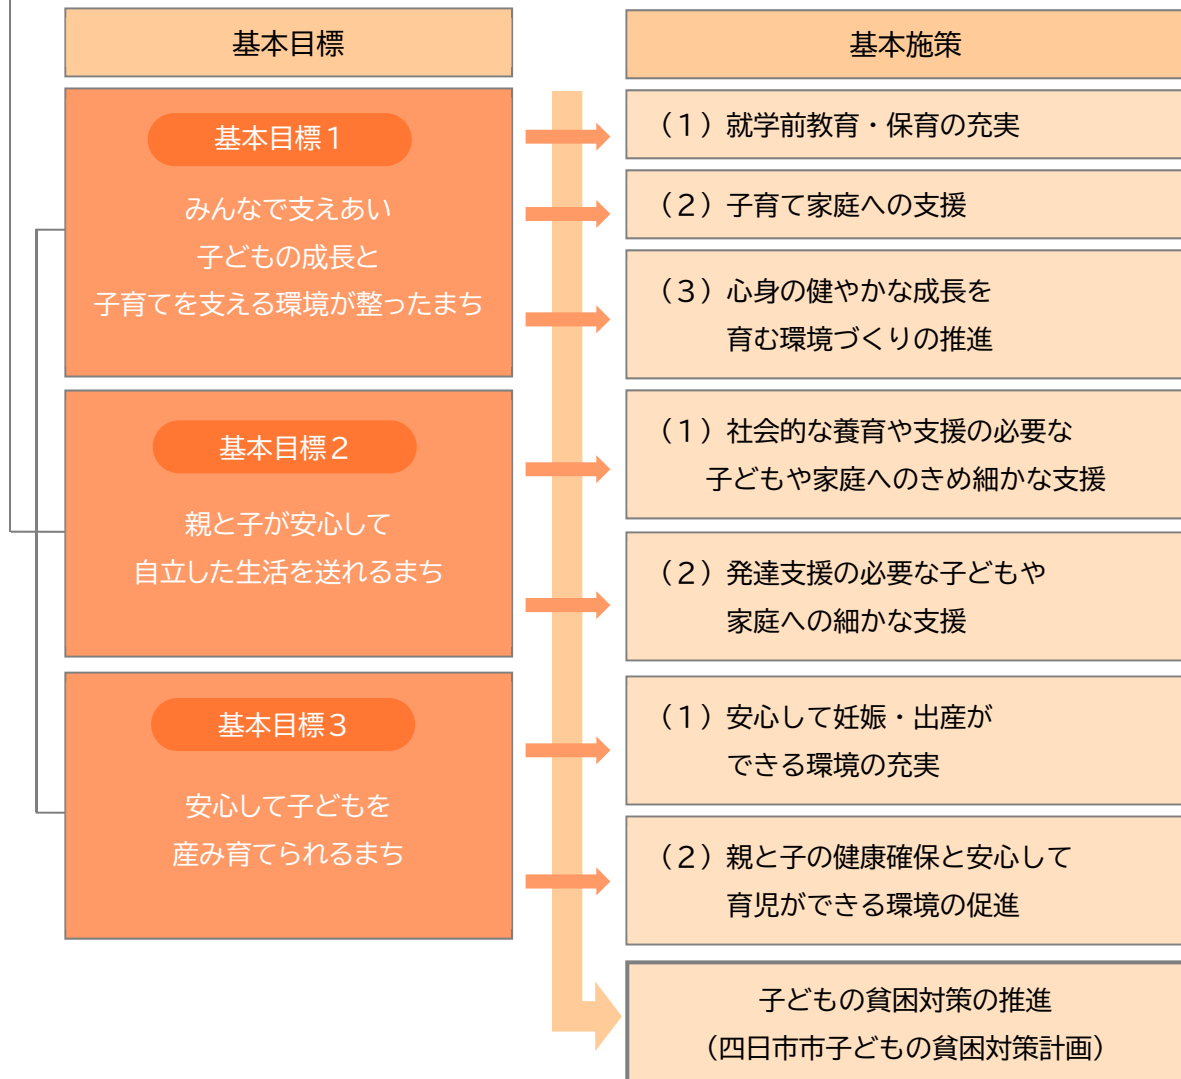 基本目標
基本施策
基本目標1
みんなで支えあい
子どもの成長と
子育てを支える環境が整ったまち
(1)就学前教育・保育の充実
(2)子育て家庭への支援
(3)心身の健やかな成長を
育む環境づくりの推進
基本目標2
親と子が安心して
自立した生活を送れるまち
(1)社会的な養育や支援の必要な
子どもや家庭へのきめ細かな支援
(2)発達支援の必要な子どもや
家庭への細かな支援
基本目標3
安心して子どもを
産み育てられるまち
(1)安心して妊娠・出産が
できる環境の充実
(2)親と子の健康確保と安心して
育児ができる環境の促進
子どもの貧困対策の推進
(四日市市子どもの貧困対策計画)